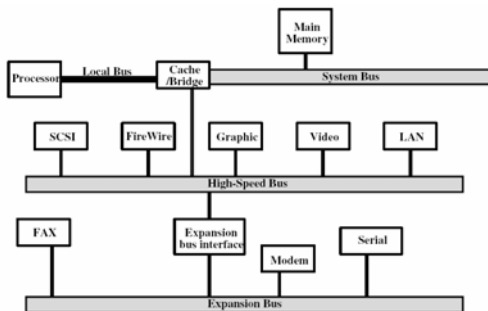 Main
Memory
Processor
Local Bus
Cache
/Bridge
System Bus
SCSI
FireWire
Graphic
Video
LAN
High-Speed Bus
FAX
Expansion
bus interface
Modem
Serial
Expansion Bus